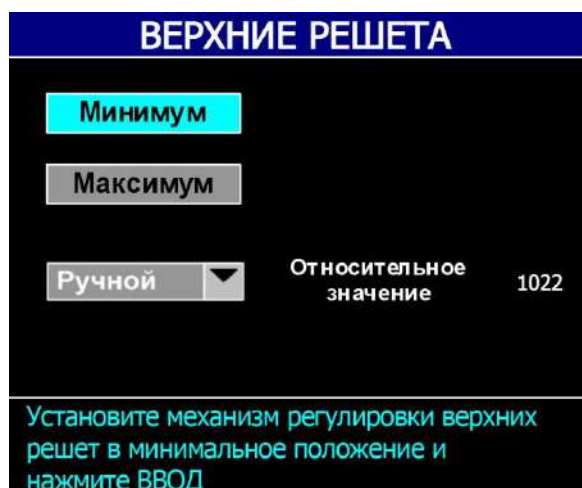 ВЕРХНИЕ РЕШЕТА
Минимум
Максимум
Ручной
Относительное
значение
1022
Установите механизм регулировки верхних
решет в минимальное положение и
нажмите ВВОД